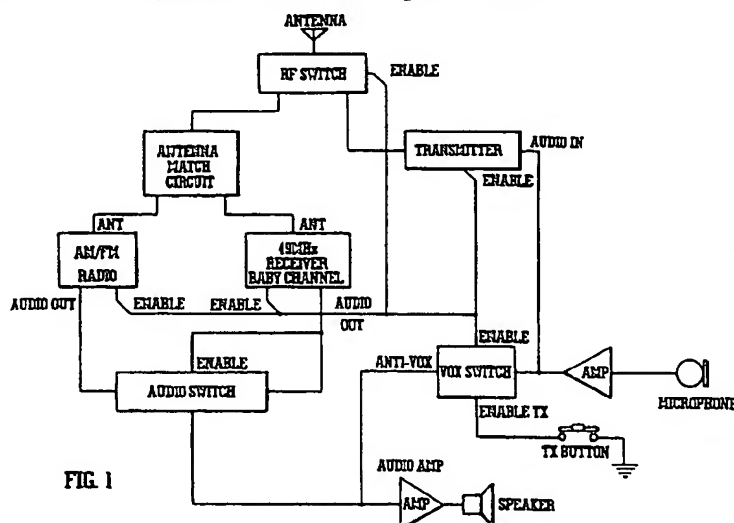 ANTENNA
RF SWITCH
ENABLE
ANTENNA
MATCH
CIRCUIT
TRANSMITTER
AUDIO IN
ENABLE
ANT
ANT
AM/FM
RADIO
49MHz
RECEIVER
BABY CHANNEL
AUDIO OUT
ENABLE
ENABLE
AUDIO
OUT
ENABLE
ENABLE
ANTI-VOX
VOX SWITCH
AMP
AUDIO SWITCH
MICROPHONE
ENABLE TX
TX BUTTON
AUDIO AMP
FIG. 1
AMP
SPEAKER